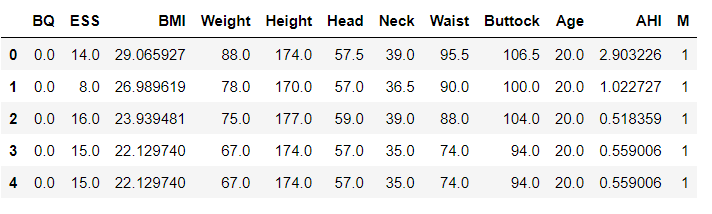 BQ ESS BMI Weight Height Head Neck Waist Buttock Age AHI M
0 0.0 14.0 29.065927 88.0 174.0 57.5 39.0 95.5 106.5 20.0 2.903226 1
1 0.0 8.0 26.989619 78.0 170.0 57.0 36.5 90.0 100.0 20.0 1.022727 1
2 0.0 16.0 23.939481 75.0 177.0 59.0 39.0 88.0 104.0 20.0 0.518359 1
3 0.0 15.0 22.129740 67.0 174.0 57.0 35.0 74.0 94.0 20.0 0.559006 1
4 0.0 15.0 22.129740 67.0 174.0 57.0 35.0 74.0 94.0 20.0 0.559006 1